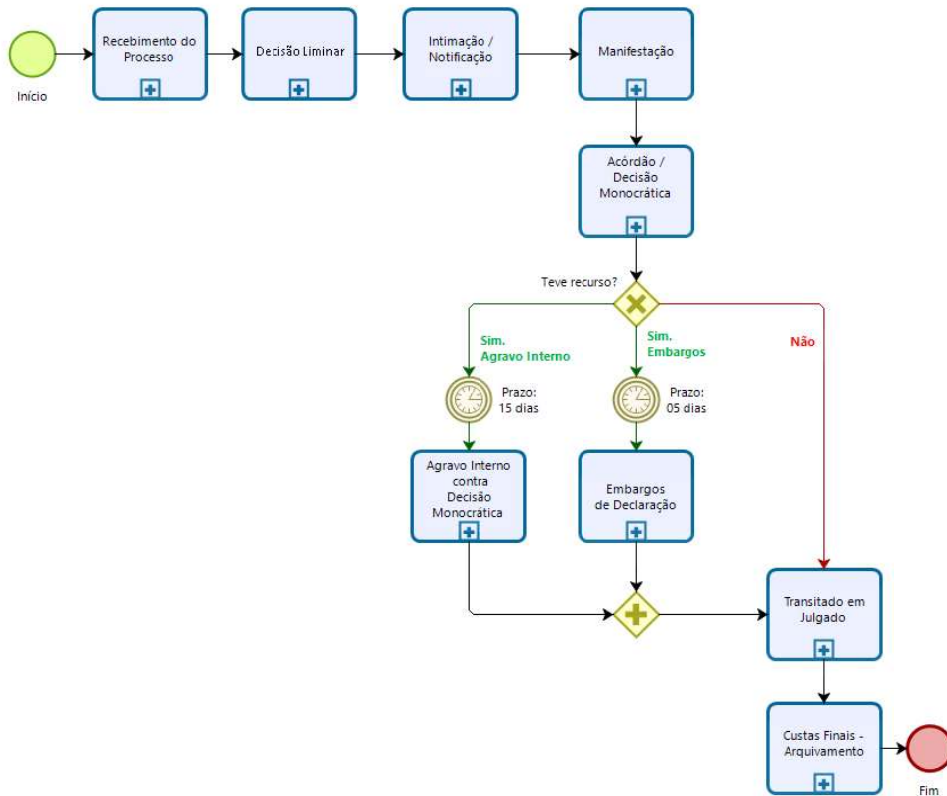 Início
Recebimento do
Processo
Decisão Liminar
Intimação /
Notificação
Manifestação
Acórdão /
Decisão
Monocrática
Teve recurso?
Sim.
Agravo Interno
Sim.
Embargos
Não
Prazo:
15 dias
Prazo:
05 dias
Agravo Interno
contra
Decisão
Monocrática
Embargos
de Declaração
Transitado em
Julgado
Custas Finais -
Arquivamento
Fim